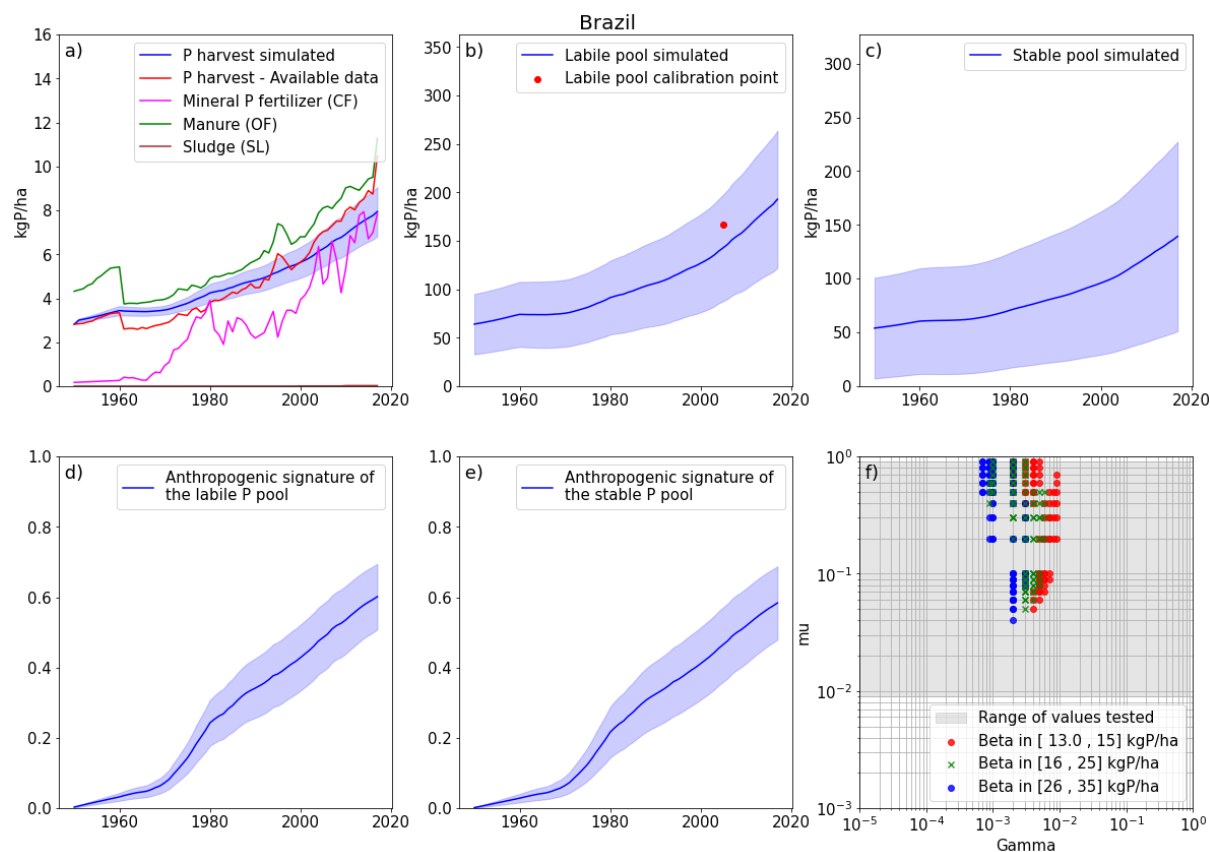 Brazil
a)
P harvest simulated
P harvest - Available data
Mineral P fertilizer (CF)
Manure (OF)
Sludge (SL)
kgP/ha
16
14
12
10
8
6
4
2
0
1960
1980
2000
2020
b)
Labile pool simulated
Labile pool calibration point
kgP/ha
350
300
250
200
150
100
50
0
1960
1980
2000
2020
c)
Stable pool simulated
kgP/ha
300
250
200
150
100
50
0
1960
1980
2000
2020
d)
Anthropogenic signature of
the labile P pool
1.0
0.8
0.6
0.4
0.2
0.0
1960
1980
2000
2020
e)
Anthropogenic signature of
the stable P pool
1.0
0.8
0.6
0.4
0.2
0.0
1960
1980
2000
2020
f)
mu
10⁰
10⁻¹
10⁻²
10⁻³
Range of values tested
Beta in [ 13.0 , 15] kgP/ha
Beta in [16 , 25] kgP/ha
Beta in [26 , 35] kgP/ha
10⁻⁵
10⁻⁴
10⁻³
10⁻²
10⁻¹
10⁰
Gamma